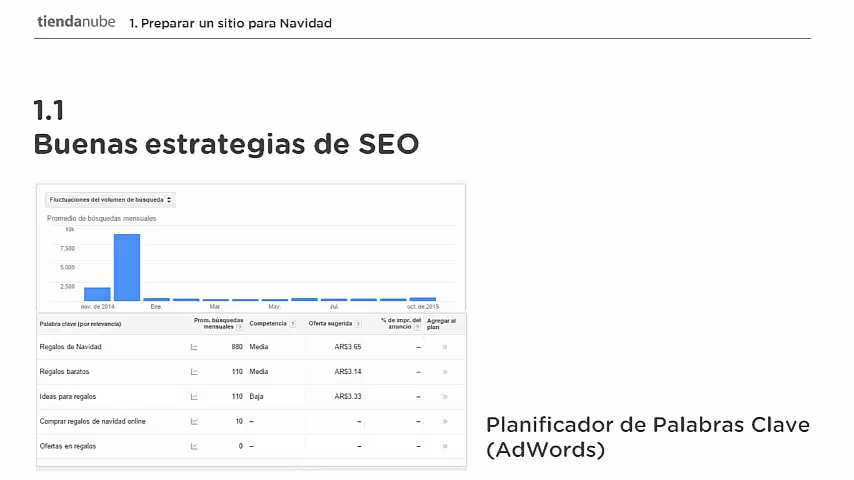 tiendanube 1. Preparar un sitio para Navidad
1.1
Buenas estrategias de SEO
Fluctuaciones del volumen de búsqueda
Promedio de búsquedas mensuales
10k
7,500
5,000
2,500
nov. de 2014 Ene. Mar. May. Jul. oct. de 2015
Palabra clave (por relevancia) Prom. búsquedas mensuales ? Competencia ? Oferta sugerida ? % de impr. del anuncio ? Agregar al plan
Regalos de Navidad 880 Media AR$3.65 – »
Regalos baratos 110 Media AR$3.14 – »
Ideas para regalos 110 Baja AR$3.33 – »
Comprar regalos de navidad online 10 – – – »
Ofertas en regalos 0 – – – »
Planificador de Palabras Clave
(AdWords)